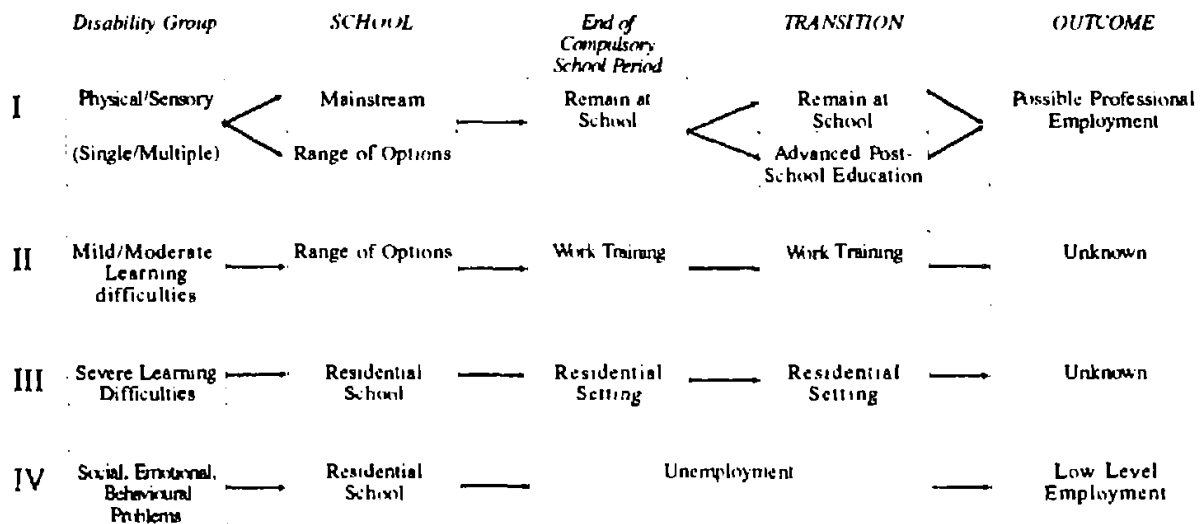 Disability Group SCHOOL End of Compulsory School Period TRANSITION OUTCOME
I
Physical/Sensory
(Single/Multiple)
Mainstream
Range of Options
Remain at
School
Remain at
School
Advanced Post-
School Education
Possible Professional
Employment
II
Mild/Moderate
Learning
difficulties
Range of Options
Work Training
Work Training
Unknown
III
Severe Learning
Difficulties
Residential
School
Residential
Setting
Residential
Setting
Unknown
IV
Social, Emotional,
Behavioural
Problems
Residential
School
Unemployment
Low Level
Employment